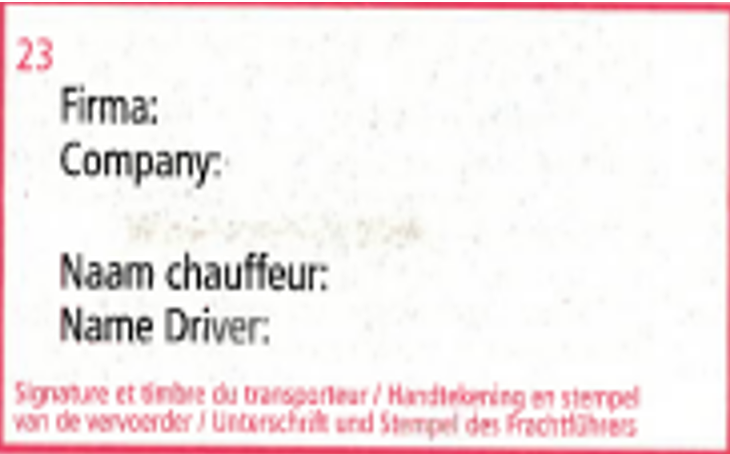 23
Firma:
Company:
Naam chauffeur:
Name Driver:
Signature et timbre du transporteur / Handtekening en stempel
van de vervoerder / Unterschrift und Stempel des Frachtführers